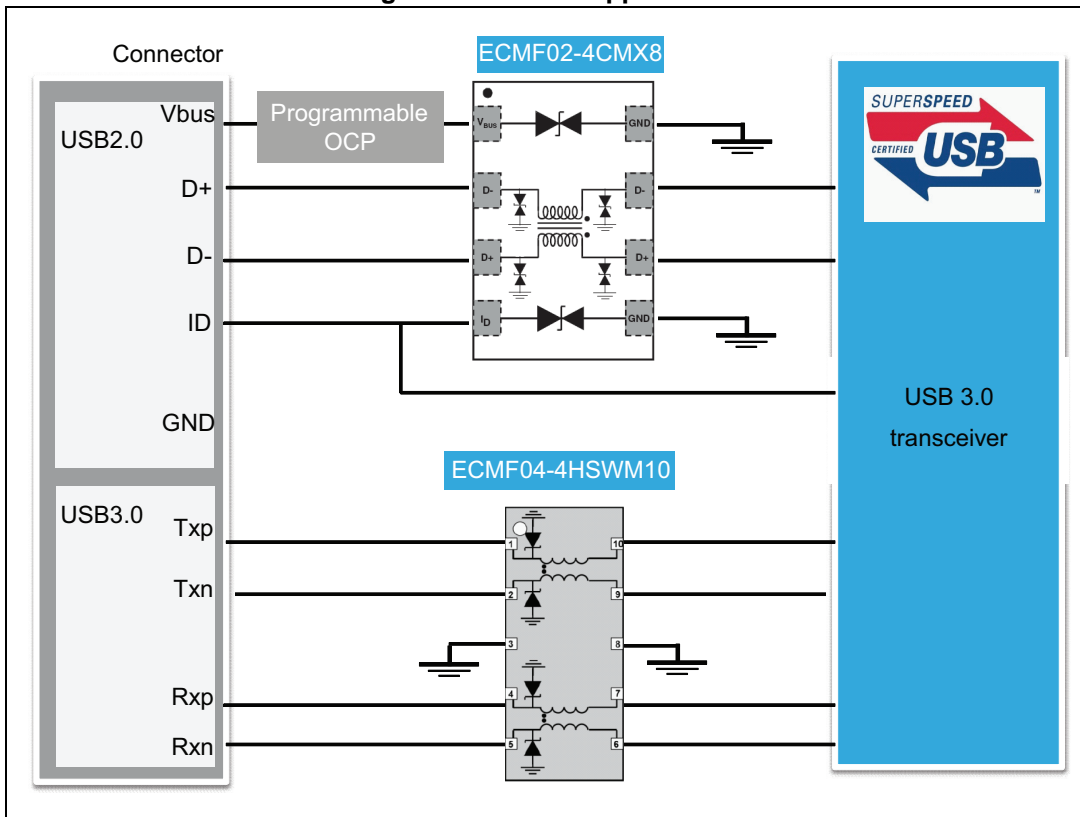 Connector
ECMF02-4CMX8
USB2.0
Vbus
Programmable
OCP
VBUS
GND
SUPERSPEED
CERTIFIED
USB
TM
D+
D-
D-
D-
D+
D+
ID
ID
GND
GND
USB 3.0
transceiver
ECMF04-4HSWM10
USB3.0
Txp
1
10
Txn
2
9
3
8
Rxp
4
7
Rxn
5
6